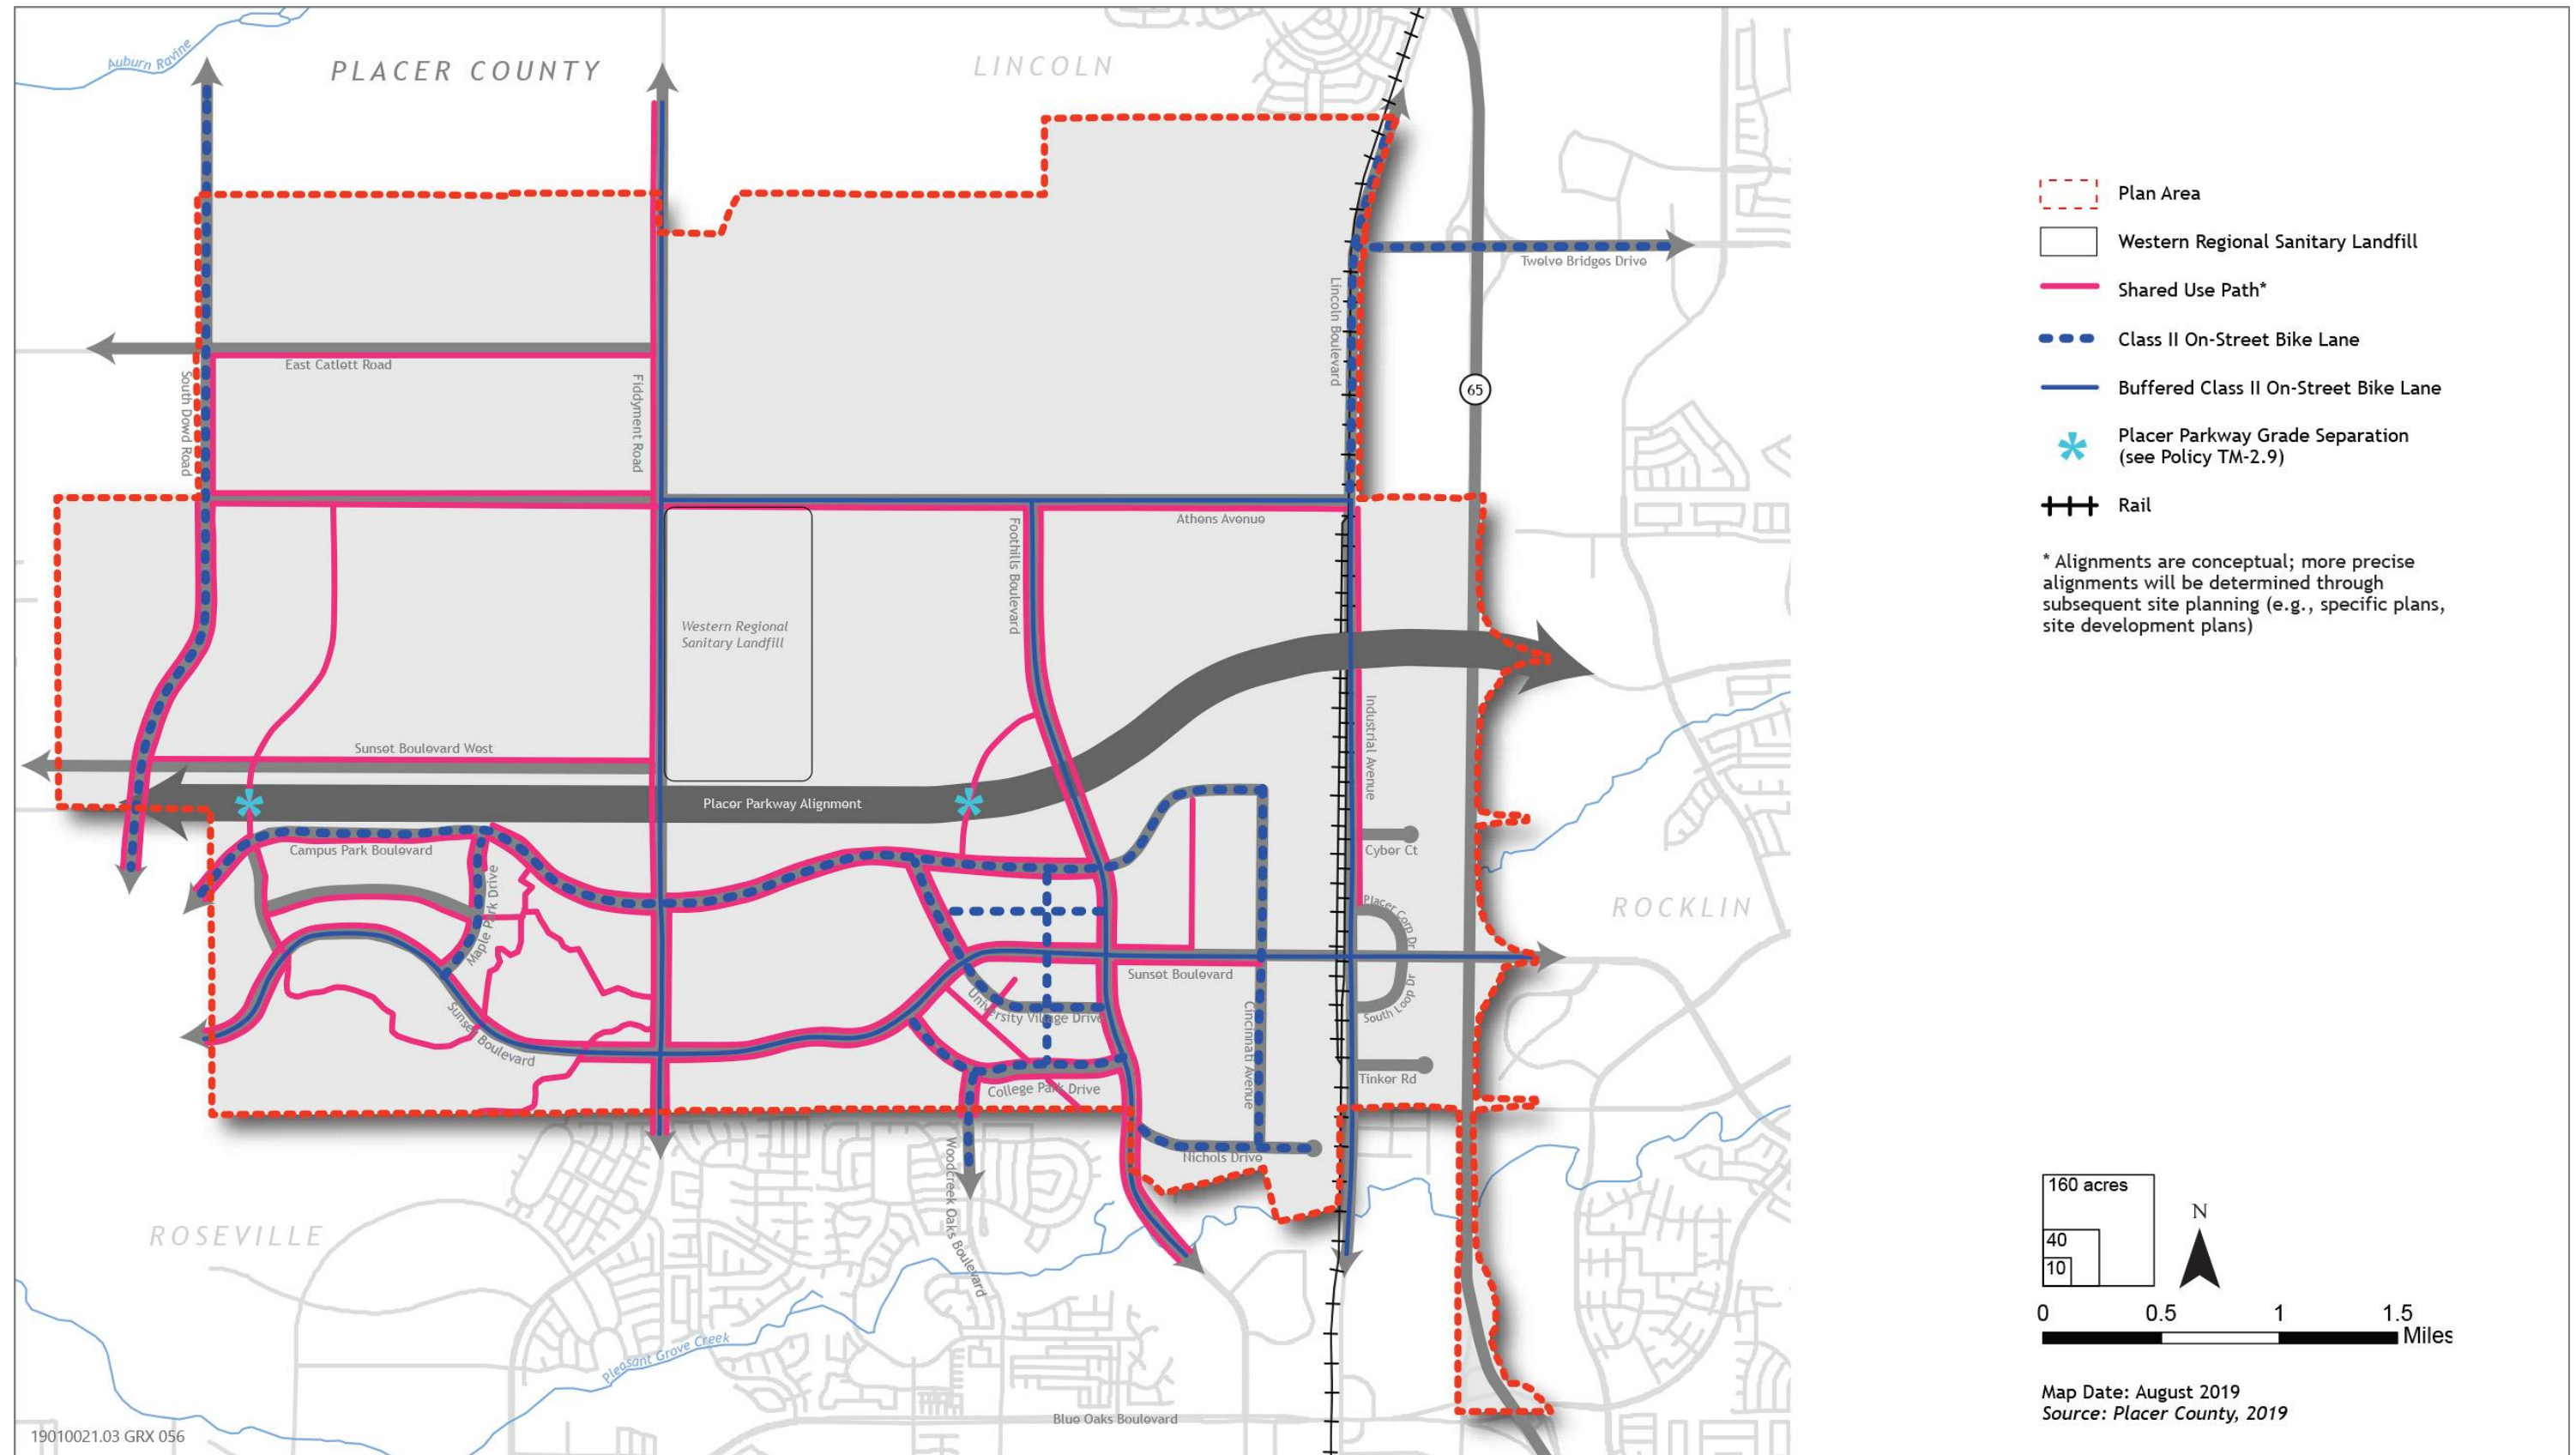 Auburn Ravine
PLACER COUNTY
LINCOLN
Twelve Bridges Drive
Lincoln Boulevard
East Catlett Road
South Dowd Road
Fiddyment Road
65
Athens Avenue
Foothills Boulevard
Western Regional
Sanitary Landfill
Industrial Avenue
Sunset Boulevard West
Placer Parkway Alignment
Cyber Ct
Campus Park Boulevard
Maple Park Drive
Placer Corp Dr
ROCKLIN
Sunset Boulevard
South Loop Dr
University Village Drive
Cincinnati Avenue
Sunset Boulevard
Tinker Rd
College Park Drive
Nichols Drive
Woodcreek Oaks Boulevard
ROSEVILLE
Pleasant Grove Creek
Blue Oaks Boulevard
19010021.03 GRX 056
Plan Area
Western Regional Sanitary Landfill
Shared Use Path*
Class II On-Street Bike Lane
Buffered Class II On-Street Bike Lane
Placer Parkway Grade Separation
(see Policy TM-2.9)
Rail
* Alignments are conceptual; more precise
alignments will be determined through
subsequent site planning (e.g., specific plans,
site development plans)
160 acres
40
10
N
0 0.5 1 1.5
Miles
Map Date: August 2019
Source: Placer County, 2019